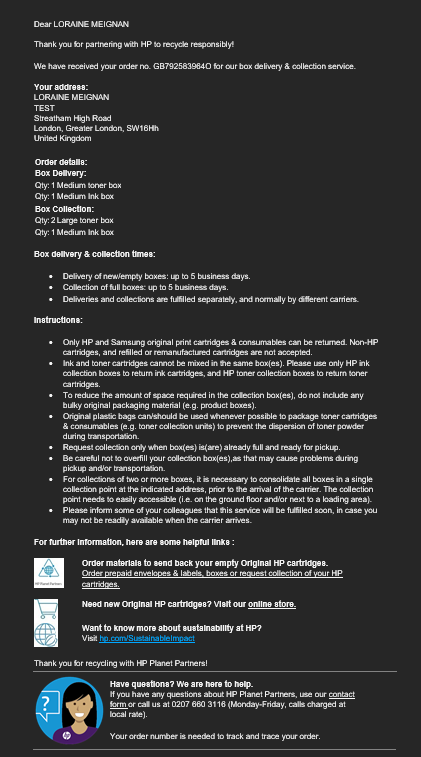 Dear LORAINE MEIGNAN
Thank you for partnering with HP to recycle responsibly!
We have received your order no. GB792583964O for our box delivery & collection service.
Your address:
LORAINE MEIGNAN
TEST
Streatham High Road
London, Greater London, SW16Hh
United Kingdom
Order details:
Box Delivery:
Qty: 1 Medium toner box
Qty: 1 Medium Ink box
Box Collection:
Qty: 2 Large toner box
Qty: 1 Medium Ink box
Box delivery & collection times:
• Delivery of new/empty boxes: up to 5 business days.
• Collection of full boxes: up to 5 business days.
• Deliveries and collections are fulfilled separately, and normally by different carriers.
Instructions:
• Only HP and Samsung original print cartridges & consumables can be returned. Non-HP
cartridges, and refilled or remanufactured cartridges are not accepted.
• Ink and toner cartridges cannot be mixed in the same box(es). Please use only HP ink
collection boxes to return ink cartridges, and HP toner collection boxes to return toner
cartridges.
• To reduce the amount of space required in the collection box(es), do not include any
bulky original packaging material (e.g. product boxes).
• Original plastic bags can/should be used whenever possible to package toner cartridges
& consumables (e.g. toner collection units) to prevent the dispersion of toner powder
during transportation.
• Request collection only when box(es) is(are) already full and ready for pickup.
• Be careful not to overfill your collection box(es),as that may cause problems during
pickup and/or transportation.
• For collections of two or more boxes, it is necessary to consolidate all boxes in a single
collection point at the indicated address, prior to the arrival of the carrier. The collection
point needs to easily accessible (i.e. on the ground floor and/or next to a loading area).
• Please inform some of your colleagues that this service will be fulfilled soon, in case you
may not be readily available when the carrier arrives.
For further information, here are some helpful links :
HP Planet Partners
Order materials to send back your empty Original HP cartridges.
Order prepaid envelopes & labels, boxes or request collection of your HP
cartridges.
Need new Original HP cartridges? Visit our online store.
Want to know more about sustainability at HP?
Visit hp.com/SustainableImpact
Thank you for recycling with HP Planet Partners!
?
hp
Have questions? We are here to help.
If you have any questions about HP Planet Partners, use our contact
form or call us at 0207 660 3116 (Monday-Friday, calls charged at
local rate).
Your order number is needed to track and trace your order.